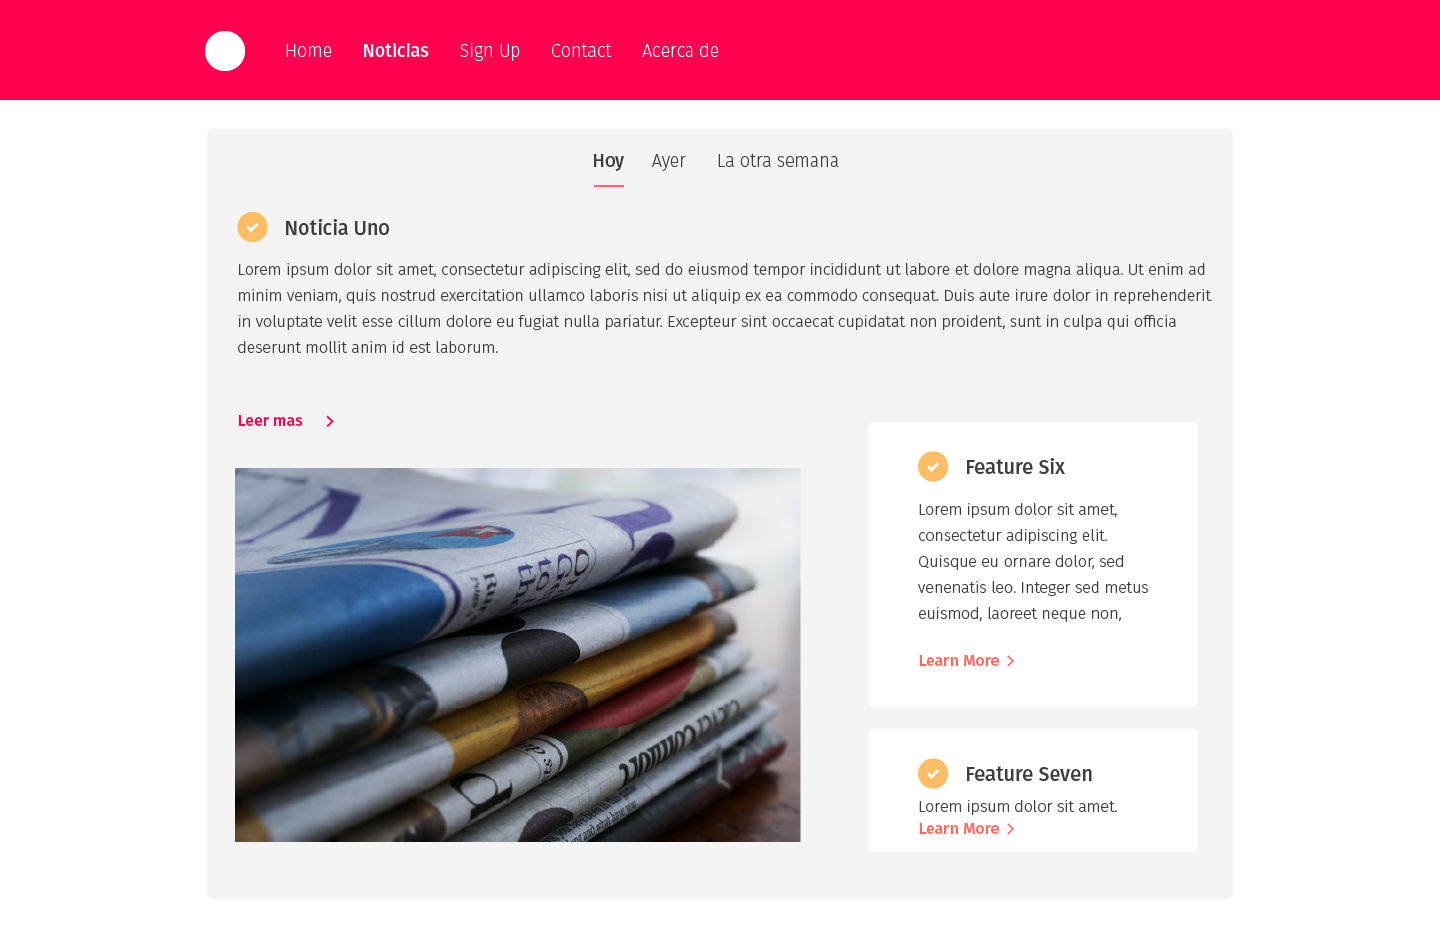 Home Noticias Sign Up Contact Acerca de
Hoy Ayer La otra semana
Noticia Uno
Lorem ipsum dolor sit amet, consectetur adipiscing elit, sed do eiusmod tempor incididunt ut labore et dolore magna aliqua. Ut enim ad
minim veniam, quis nostrud exercitation ullamco laboris nisi ut aliquip ex ea commodo consequat. Duis aute irure dolor in reprehenderit
in voluptate velit esse cillum dolore eu fugiat nulla pariatur. Excepteur sint occaecat cupidatat non proident, sunt in culpa qui officia
deserunt mollit anim id est laborum.
Leer mas
Feature Six
Lorem ipsum dolor sit amet,
consectetur adipiscing elit.
Quisque eu ornare dolor, sed
venenatis leo. Integer sed metus
euismod, laoreet neque non,
Learn More
Feature Seven
Lorem ipsum dolor sit amet.
Learn More